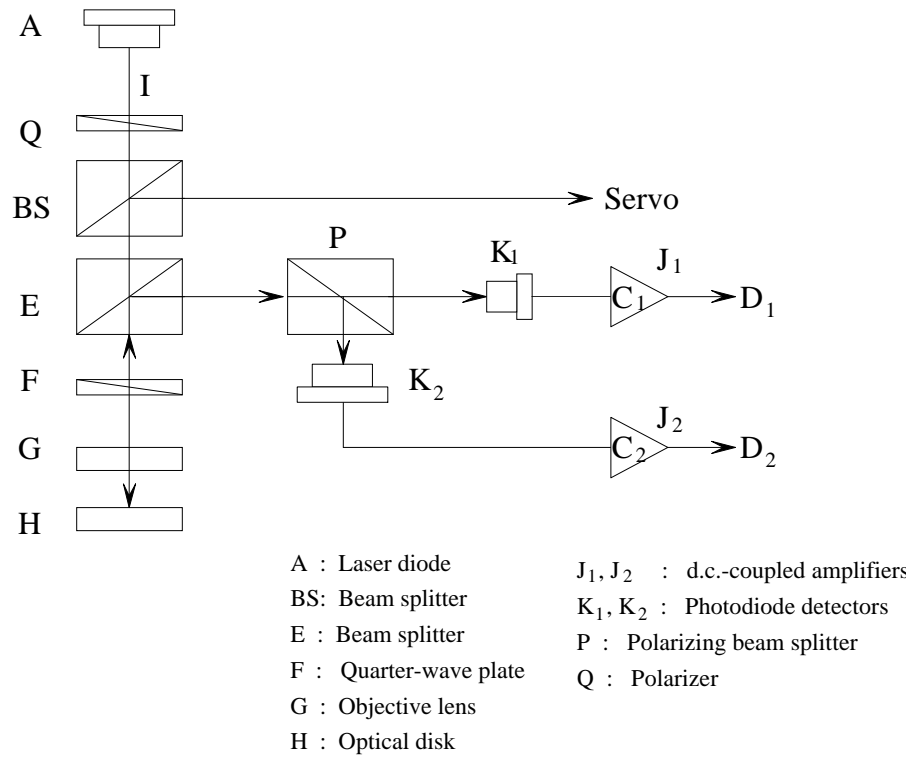 A
I
Q
BS
Servo
P
K1
J1
E
C1
D1
F
K2
J2
G
C2
D2
H
A : Laser diode
BS: Beam splitter
E : Beam splitter
F : Quarter-wave plate
G : Objective lens
H : Optical disk
J1, J2 : d.c.-coupled amplifiers
K1, K2 : Photodiode detectors
P : Polarizing beam splitter
Q : Polarizer